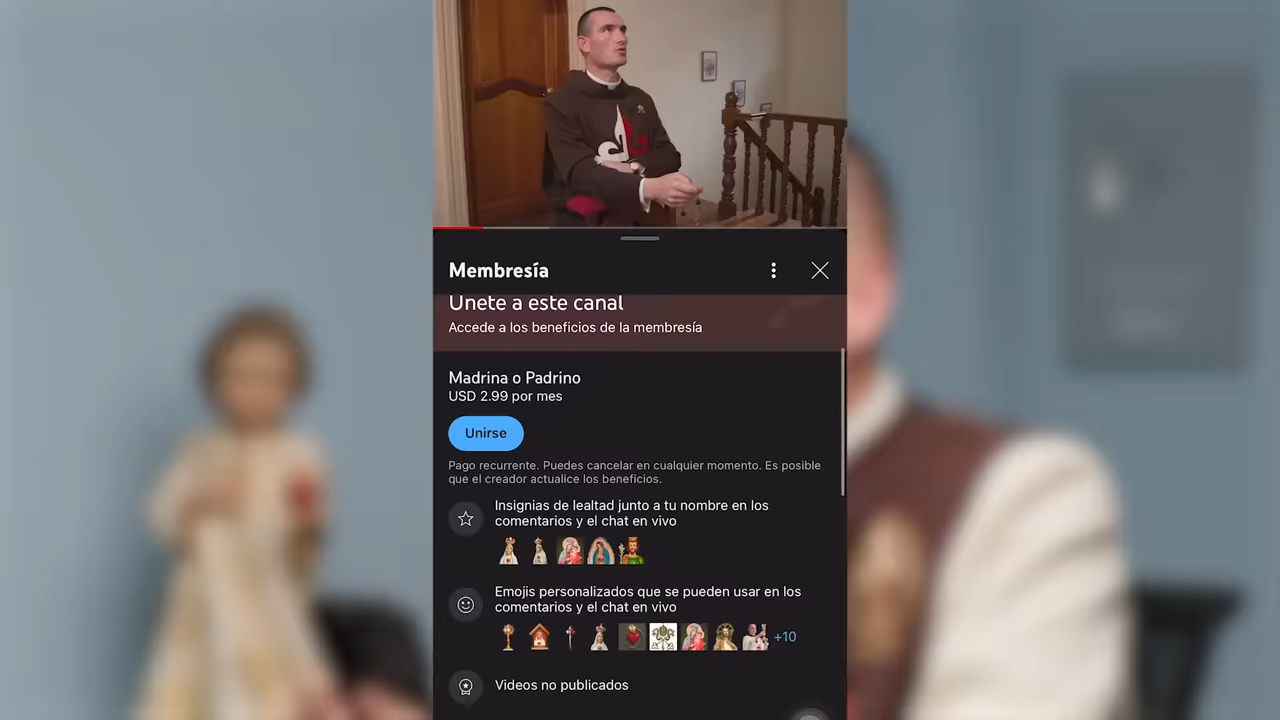 Membresía
Únete a este canal
Accede a los beneficios de la membresía
Madrina o Padrino
USD 2.99 por mes
Unirse
Pago recurrente. Puedes cancelar en cualquier momento. Es posible
que el creador actualice los beneficios.
Insignias de lealtad junto a tu nombre en los
comentarios y el chat en vivo
Emojis personalizados que se pueden usar en los
comentarios y el chat en vivo
+10
Videos no publicados